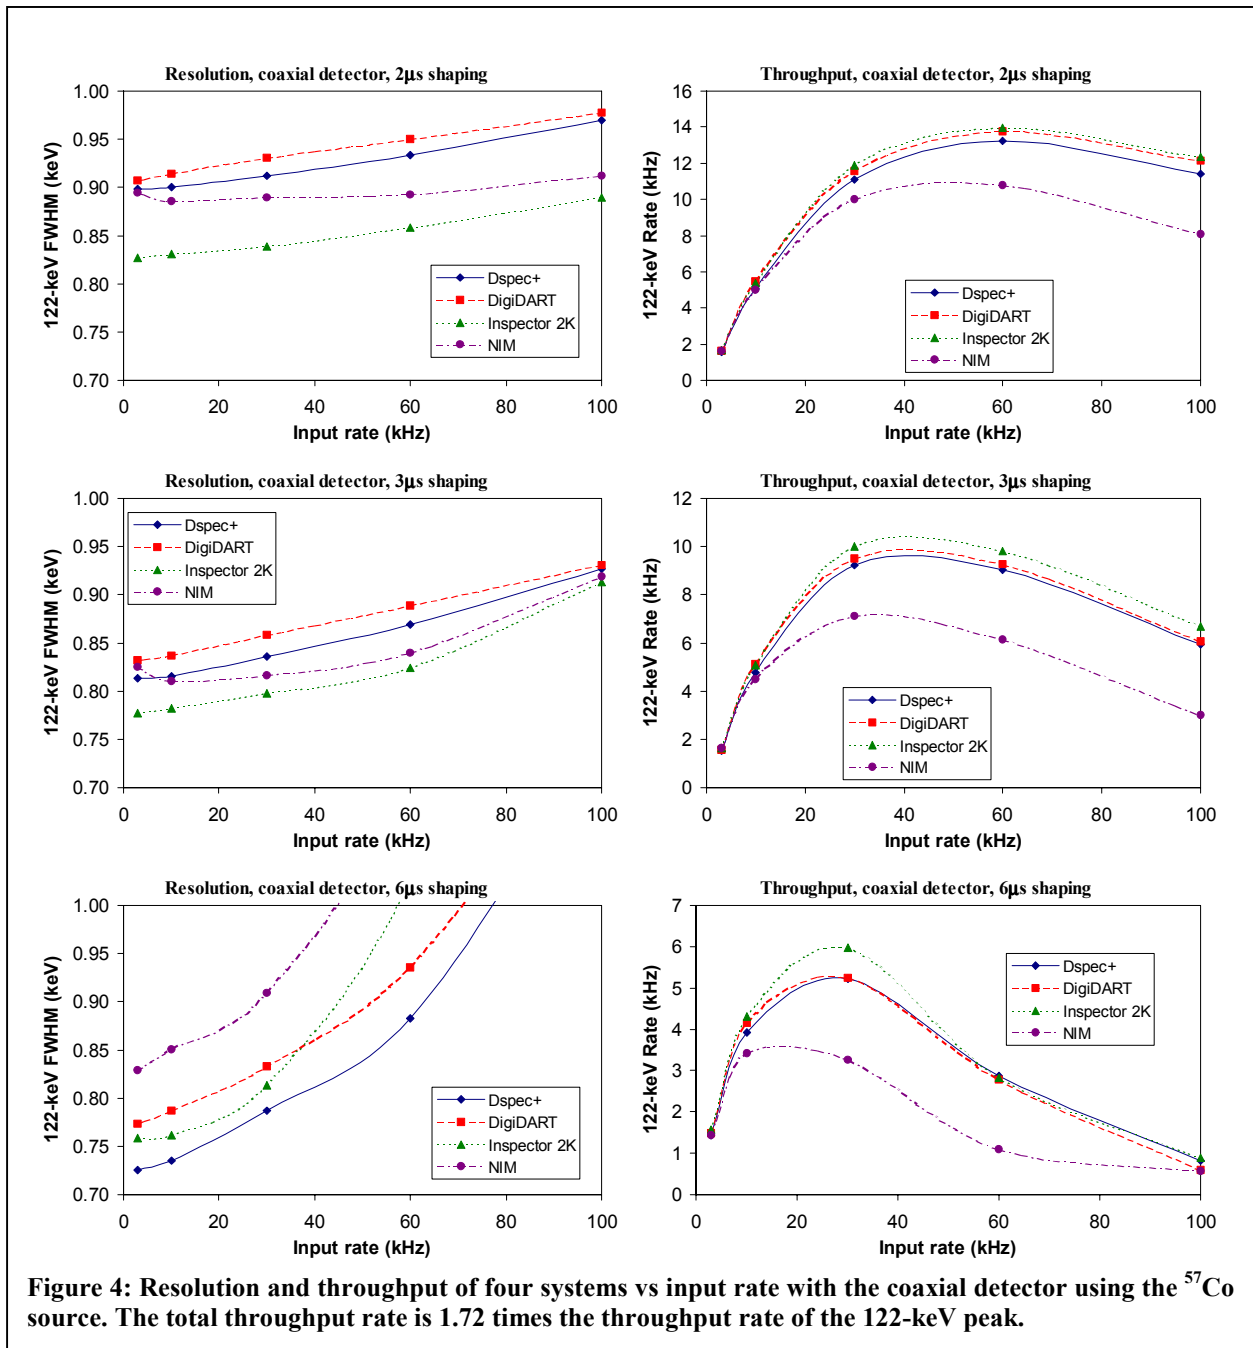 Resolution, coaxial detector, 2µs shaping
1.00
0.95
0.90
0.85
0.80
0.75
0.70
122-keV FWHM (keV)
Dspec+
DigiDART
Inspector 2K
NIM
0 20 40 60 80 100
Input rate (kHz)
Throughput, coaxial detector, 2µs shaping
16
14
12
10
8
6
4
2
0
122-keV Rate (kHz)
Dspec+
DigiDART
Inspector 2K
NIM
0 20 40 60 80 100
Input rate (kHz)
Resolution, coaxial detector, 3µs shaping
1.00
0.95
0.90
0.85
0.80
0.75
0.70
122-keV FWHM (keV)
Dspec+
DigiDART
Inspector 2K
NIM
0 20 40 60 80 100
Input rate (kHz)
Throughput, coaxial detector, 3µs shaping
12
10
8
6
4
2
0
122-keV Rate (kHz)
Dspec+
DigiDART
Inspector 2K
NIM
0 20 40 60 80 100
Input rate (kHz)
Resolution, coaxial detector, 6µs shaping
1.00
0.95
0.90
0.85
0.80
0.75
0.70
122-keV FWHM (keV)
Dspec+
DigiDART
Inspector 2K
NIM
0 20 40 60 80 100
Input rate (kHz)
Throughput, coaxial detector, 6µs shaping
7
6
5
4
3
2
1
0
122-keV Rate (kHz)
Dspec+
DigiDART
Inspector 2K
NIM
0 20 40 60 80 100
Input rate (kHz)
Figure 4: Resolution and throughput of four systems vs input rate with the coaxial detector using the ⁵⁷Co
source. The total throughput rate is 1.72 times the throughput rate of the 122-keV peak.